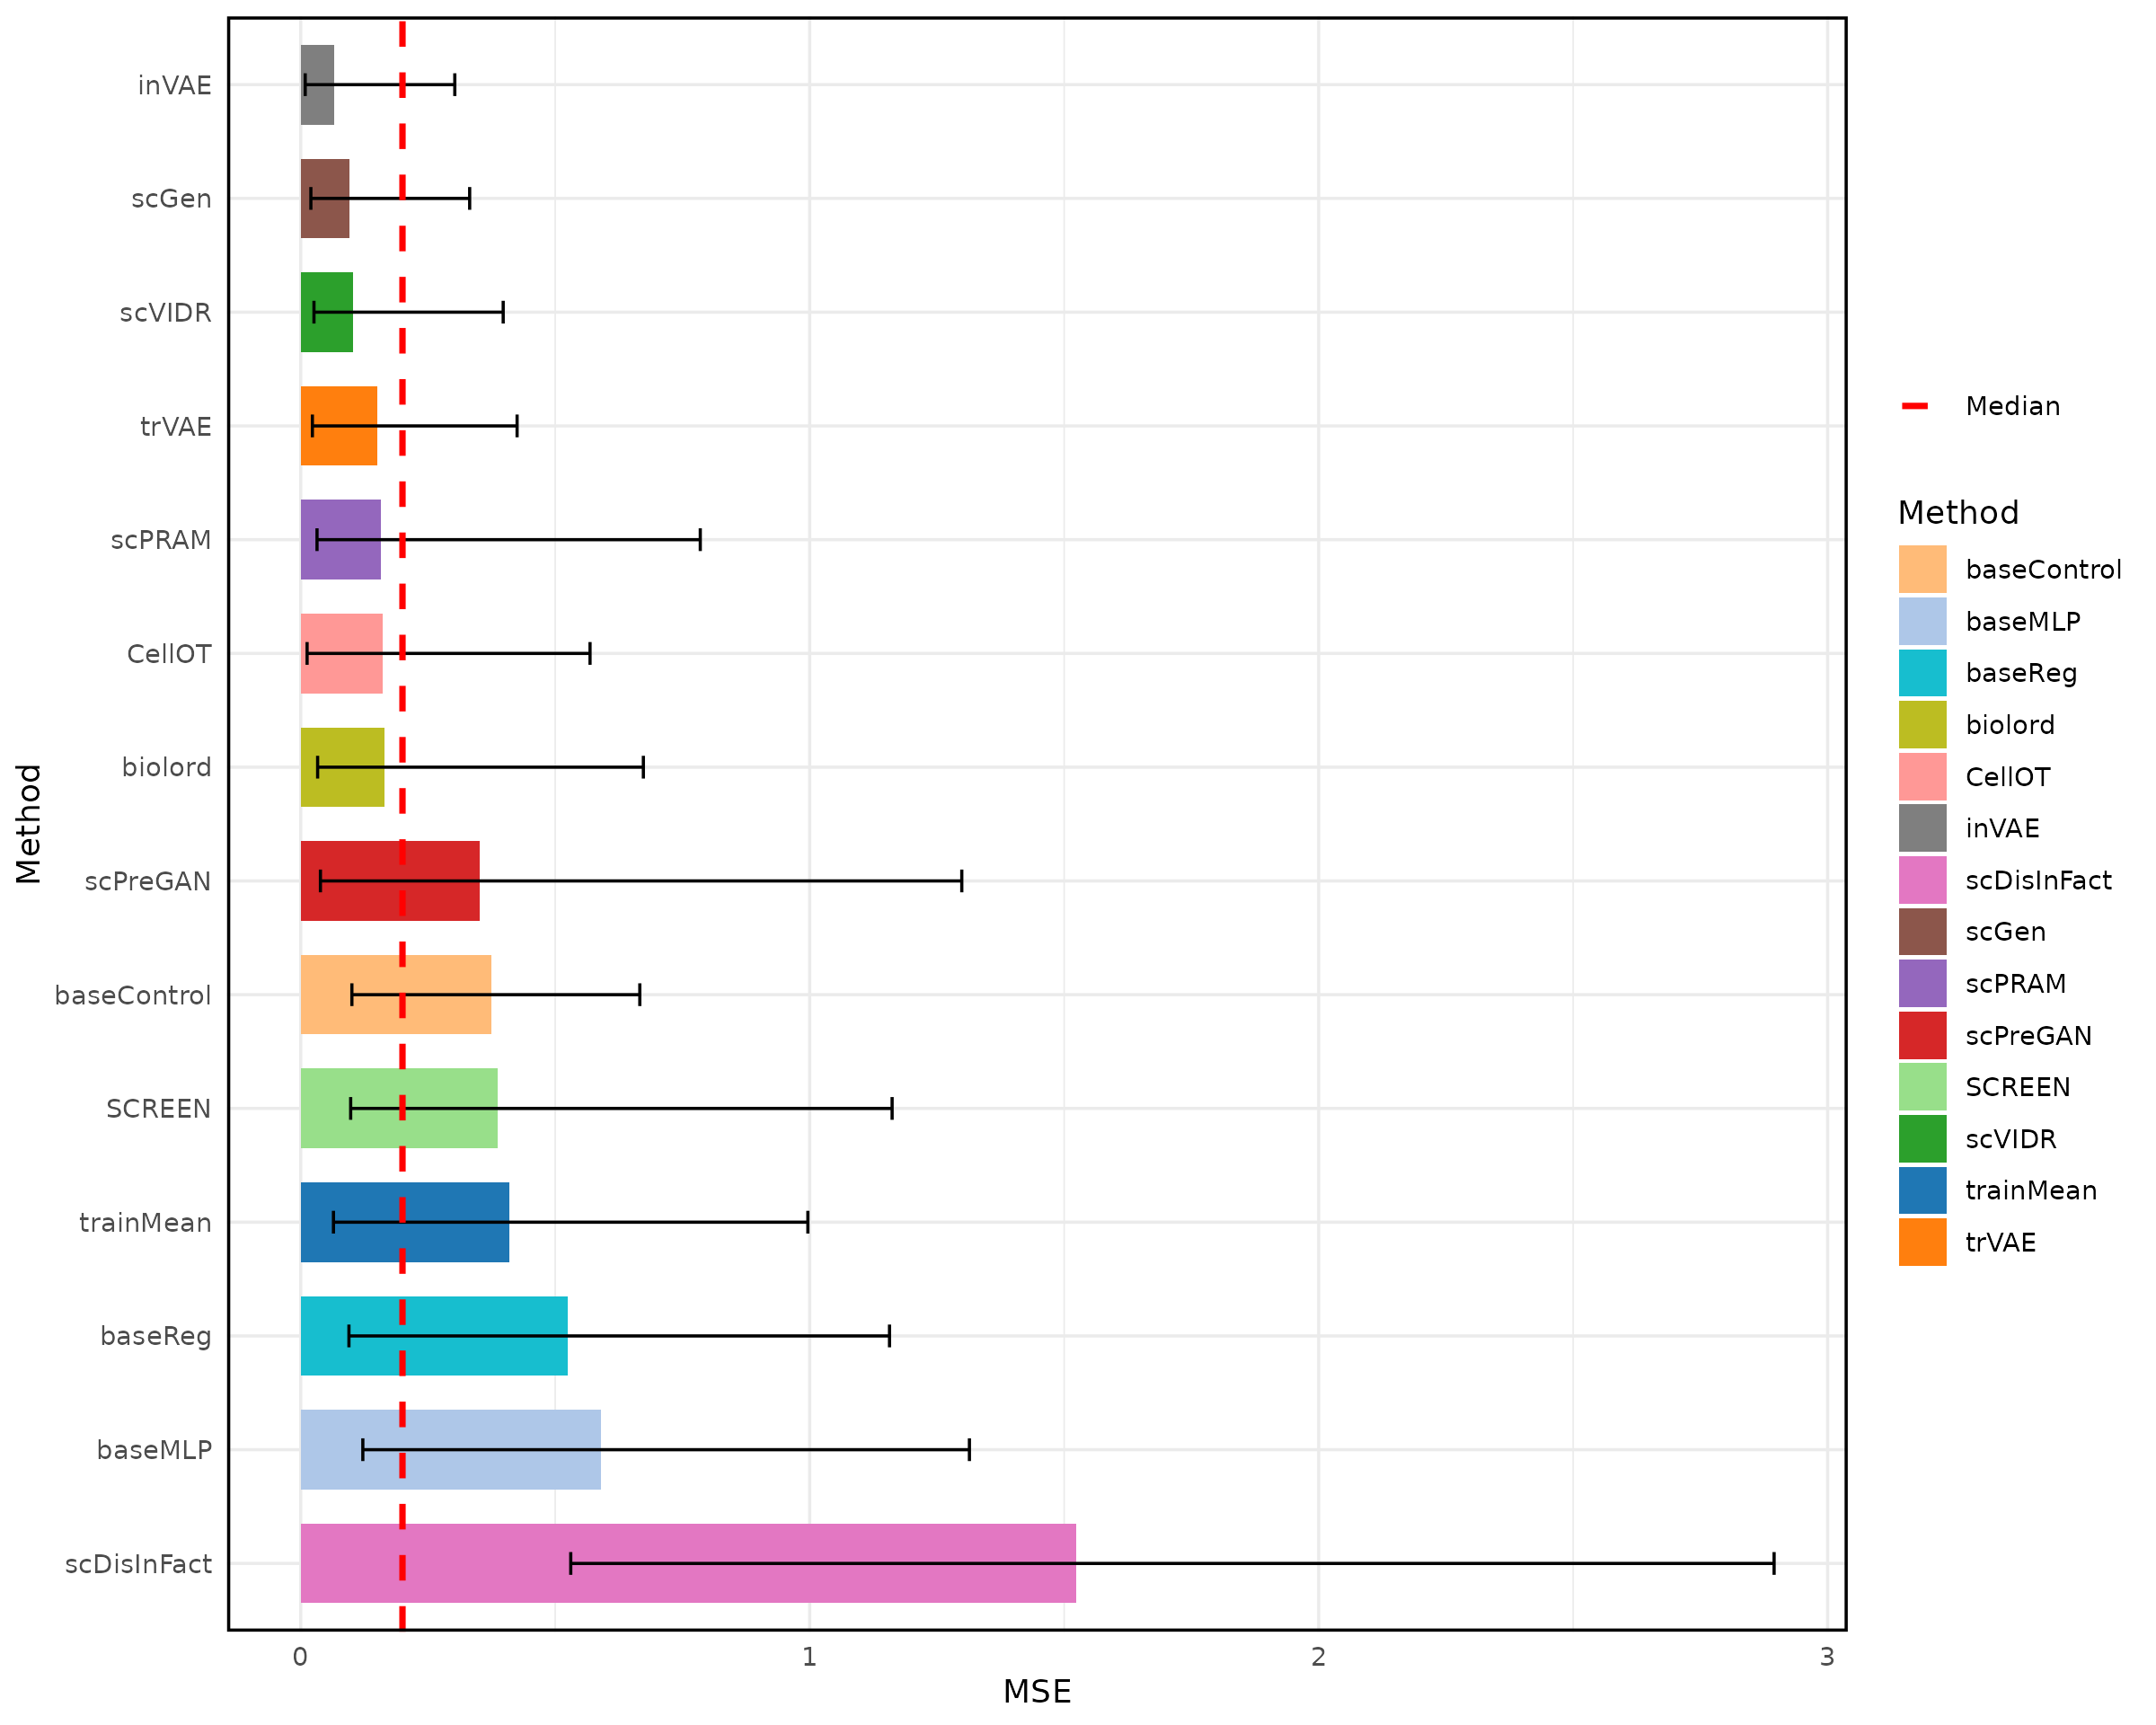 inVAE
scGen
scVIDR
trVAE
scPRAM
CellOT
biolord
scPreGAN
baseControl
SCREEN
trainMean
baseReg
baseMLP
scDisInFact
Method
0 1 2 3
MSE
Median
Method
baseControl
baseMLP
baseReg
biolord
CellOT
inVAE
scDisInFact
scGen
scPRAM
scPreGAN
SCREEN
scVIDR
trainMean
trVAE